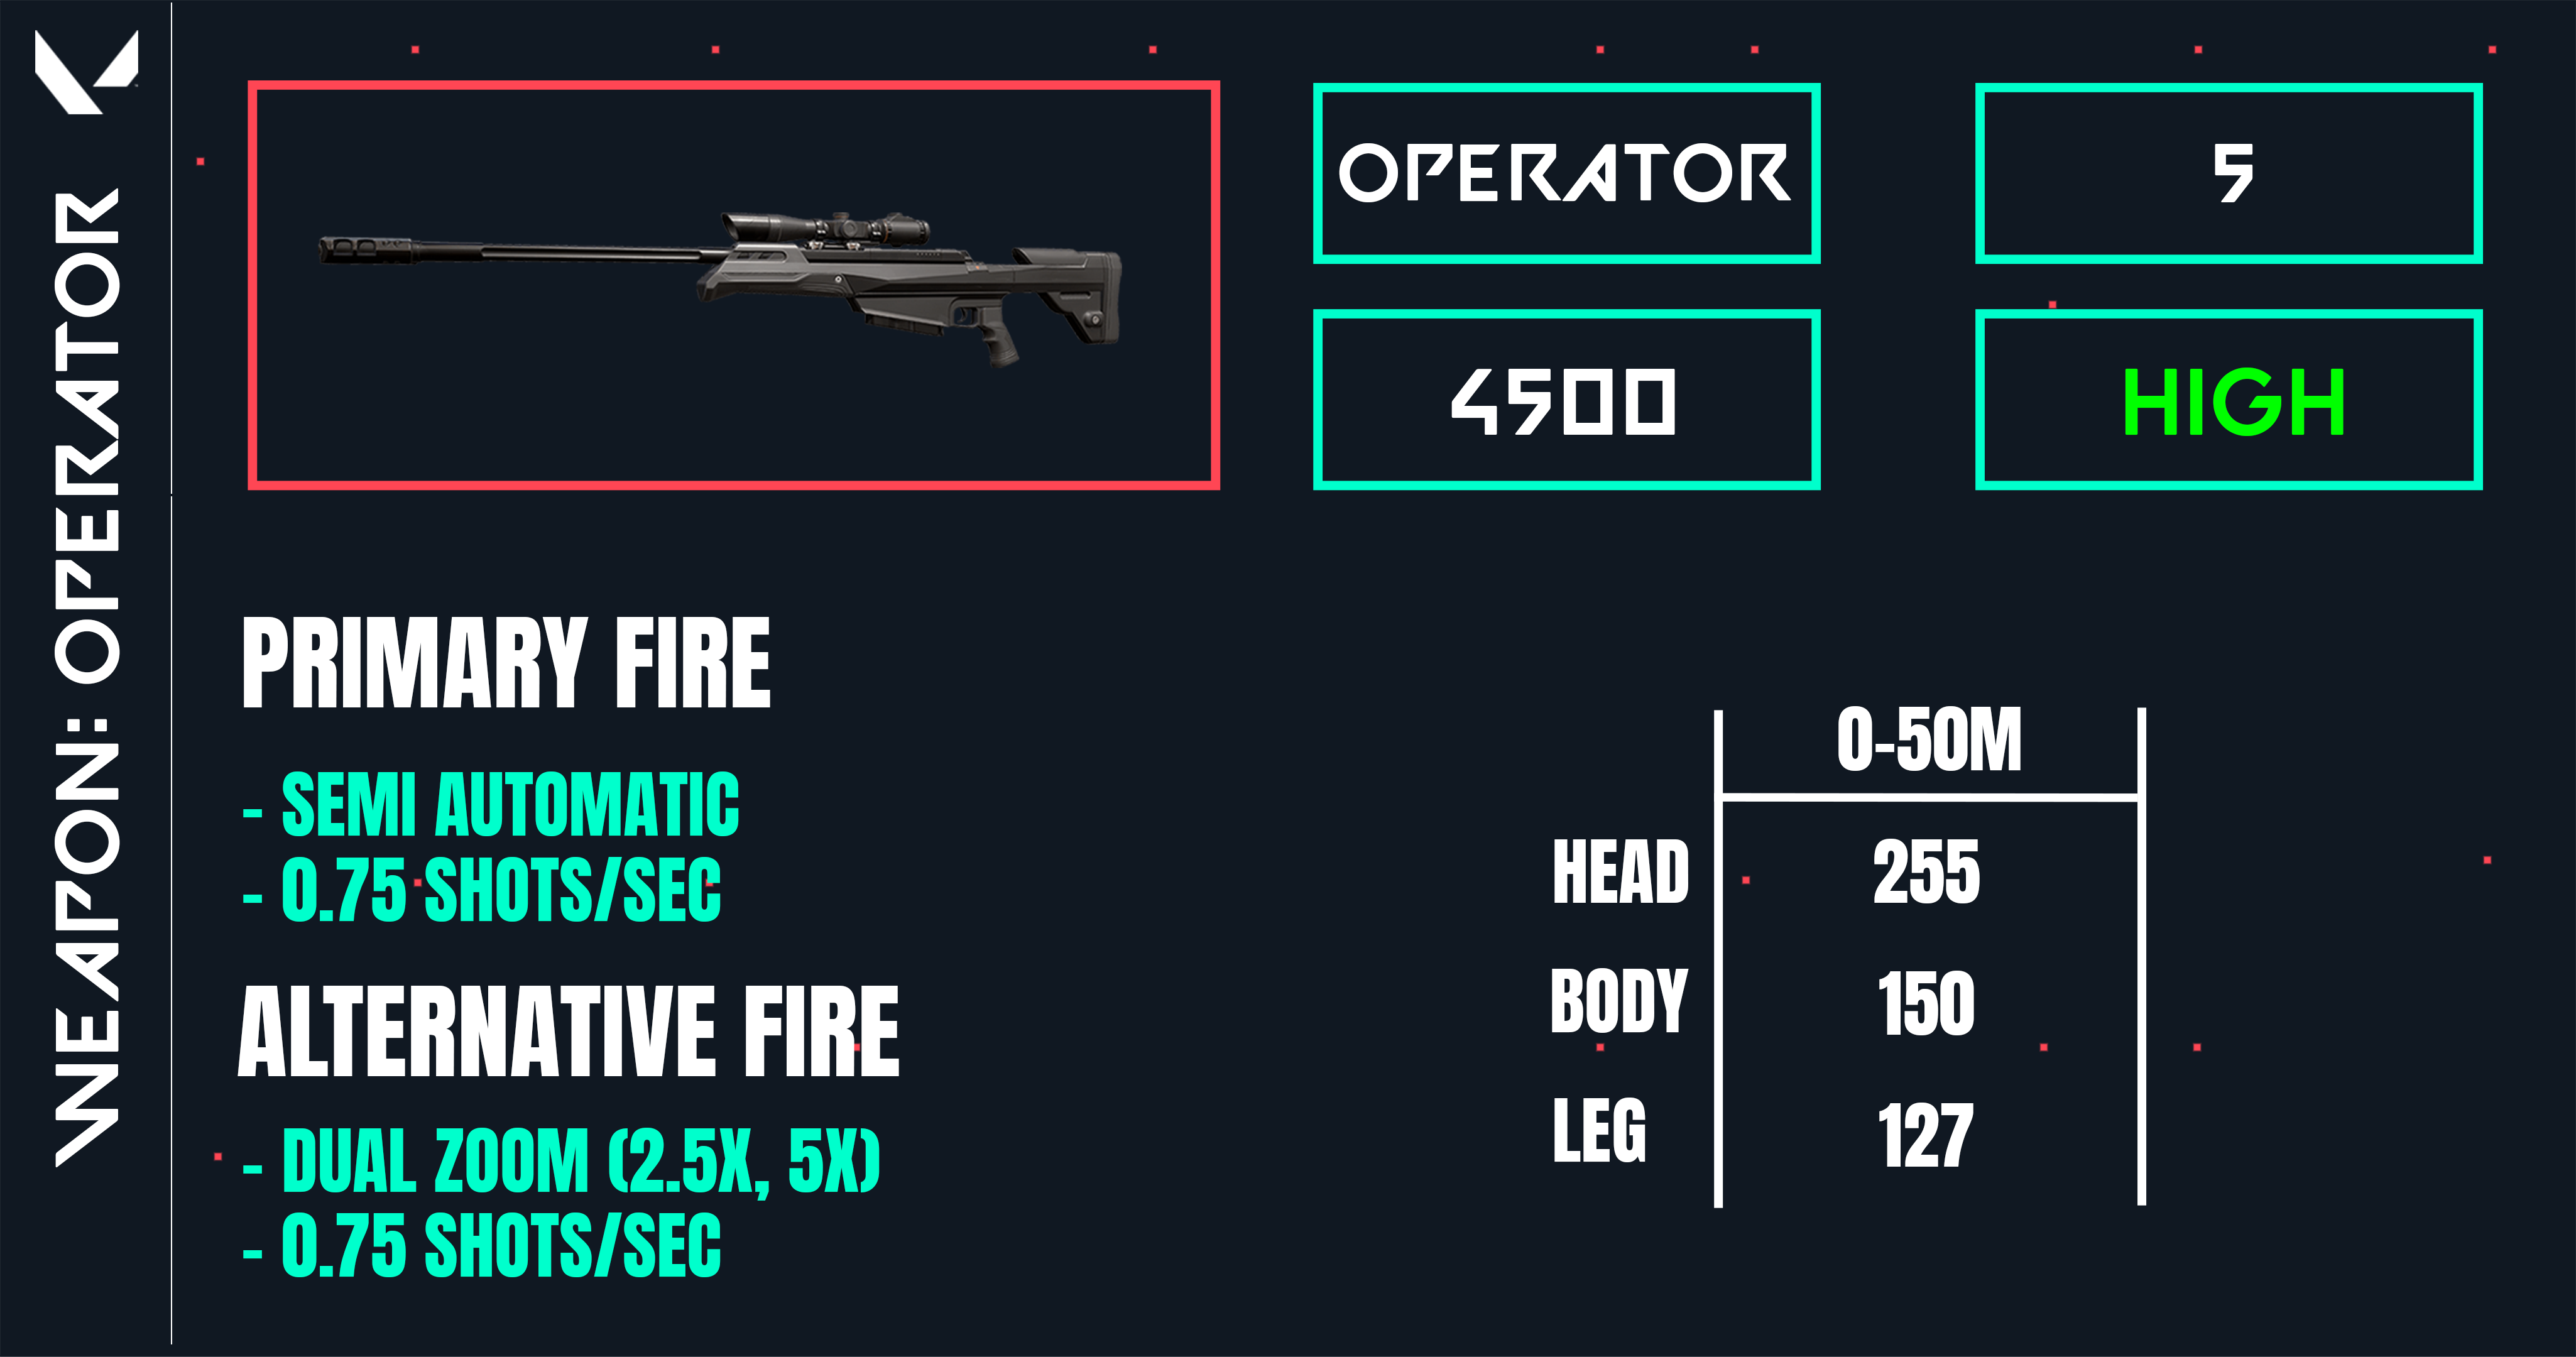 WEAPON: OPERATOR
OPERATOR
5
4500
HIGH
PRIMARY FIRE
- SEMI AUTOMATIC
- 0.75 SHOTS/SEC
ALTERNATIVE FIRE
- DUAL ZOOM (2.5X, 5X)
- 0.75 SHOTS/SEC
0-50M
HEAD 255
BODY 150
LEG 127